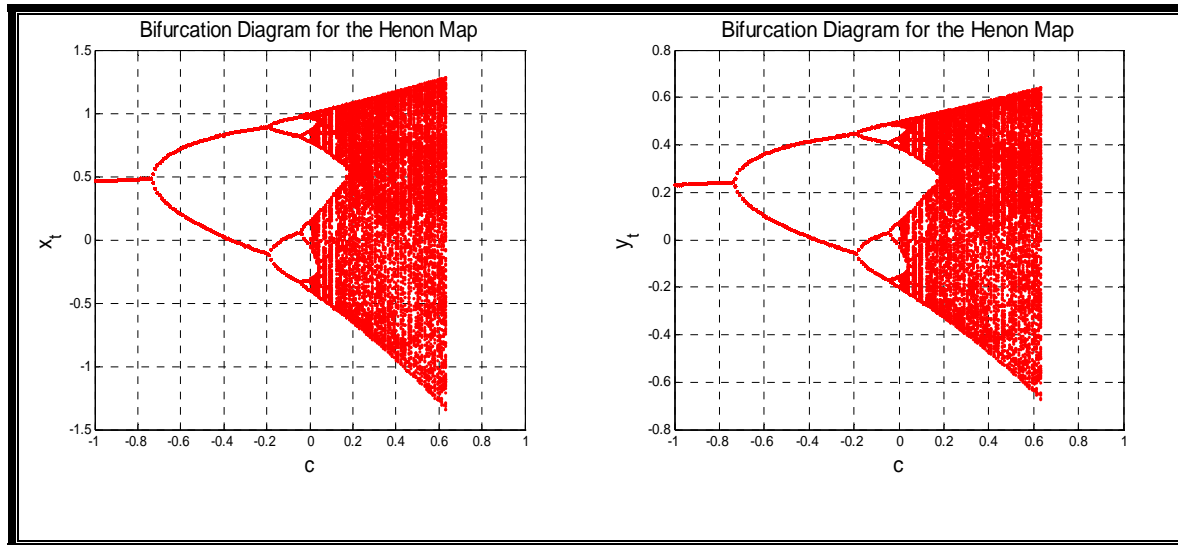 Bifurcation Diagram for the Henon Map
1.5
1
0.5
0
-0.5
-1
-1.5
x_t
-1 -0.8 -0.6 -0.4 -0.2 0 0.2 0.4 0.6 0.8 1
c
Bifurcation Diagram for the Henon Map
0.8
0.6
0.4
0.2
0
-0.2
-0.4
-0.6
-0.8
y_t
-1 -0.8 -0.6 -0.4 -0.2 0 0.2 0.4 0.6 0.8 1
c